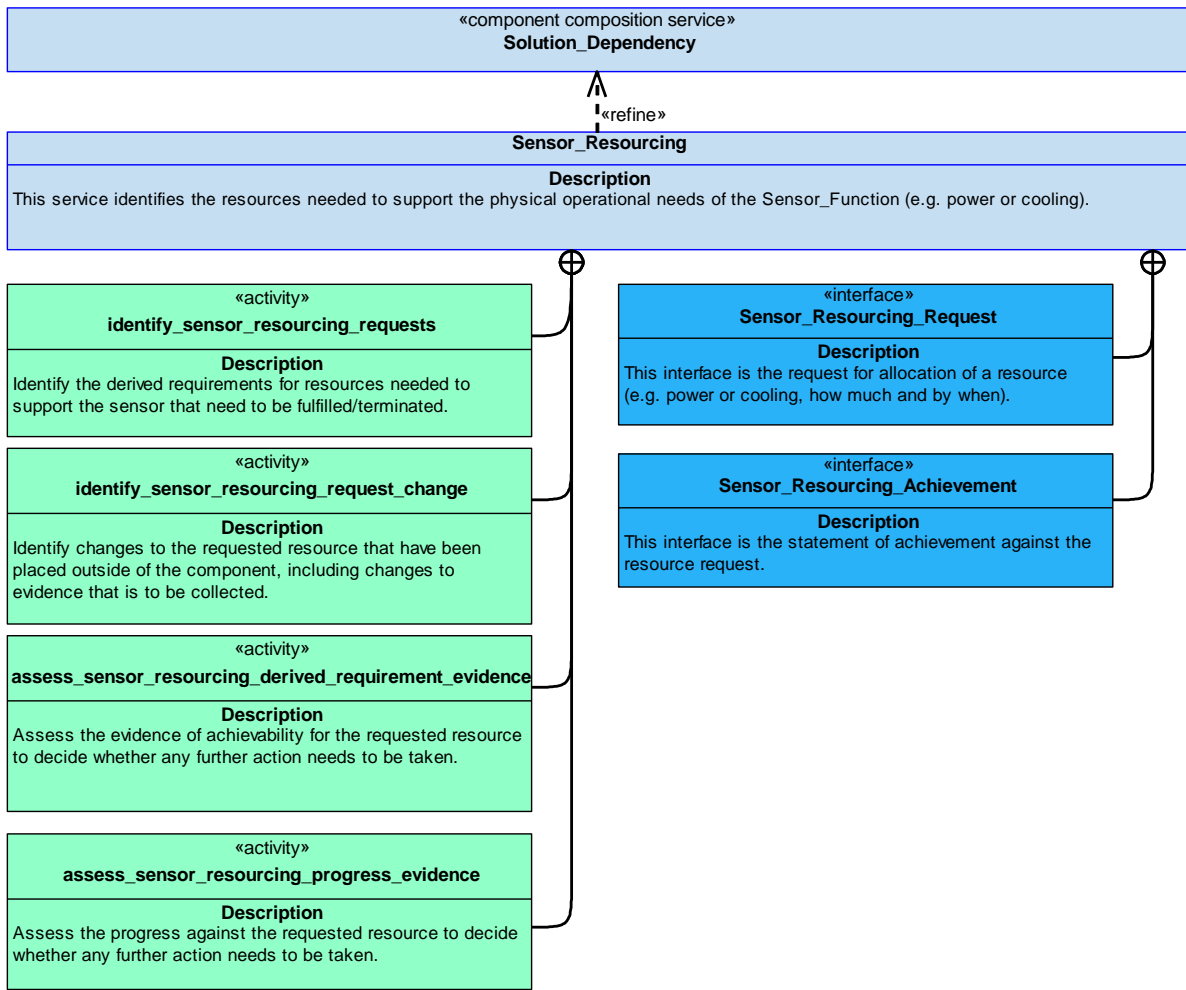 «component composition service»
Solution_Dependency
«refine»
Sensor_Resourcing
Description
This service identifies the resources needed to support the physical operational needs of the Sensor_Function (e.g. power or cooling).
«activity»
identify_sensor_resourcing_requests
Description
Identify the derived requirements for resources needed to
support the sensor that need to be fulfilled/terminated.
«activity»
identify_sensor_resourcing_request_change
Description
Identify changes to the requested resource that have been
placed outside of the component, including changes to
evidence that is to be collected.
«activity»
assess_sensor_resourcing_derived_requirement_evidence
Description
Assess the evidence of achievability for the requested resource
to decide whether any further action needs to be taken.
«activity»
assess_sensor_resourcing_progress_evidence
Description
Assess the progress against the requested resource to decide
whether any further action needs to be taken.
«interface»
Sensor_Resourcing_Request
Description
This interface is the request for allocation of a resource
(e.g. power or cooling, how much and by when).
«interface»
Sensor_Resourcing_Achievement
Description
This interface is the statement of achievement against the
resource request.